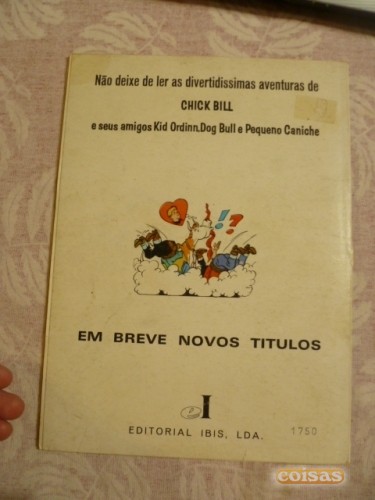 Não deixe de ler as divertidissimas aventuras de
CHICK BILL
e seus amigos Kid Ordinn.Dog Bull e Pequeno Caniche
!?
EM BREVE NOVOS TITULOS
I
EDITORIAL IBIS, LDA.
1750
coisas